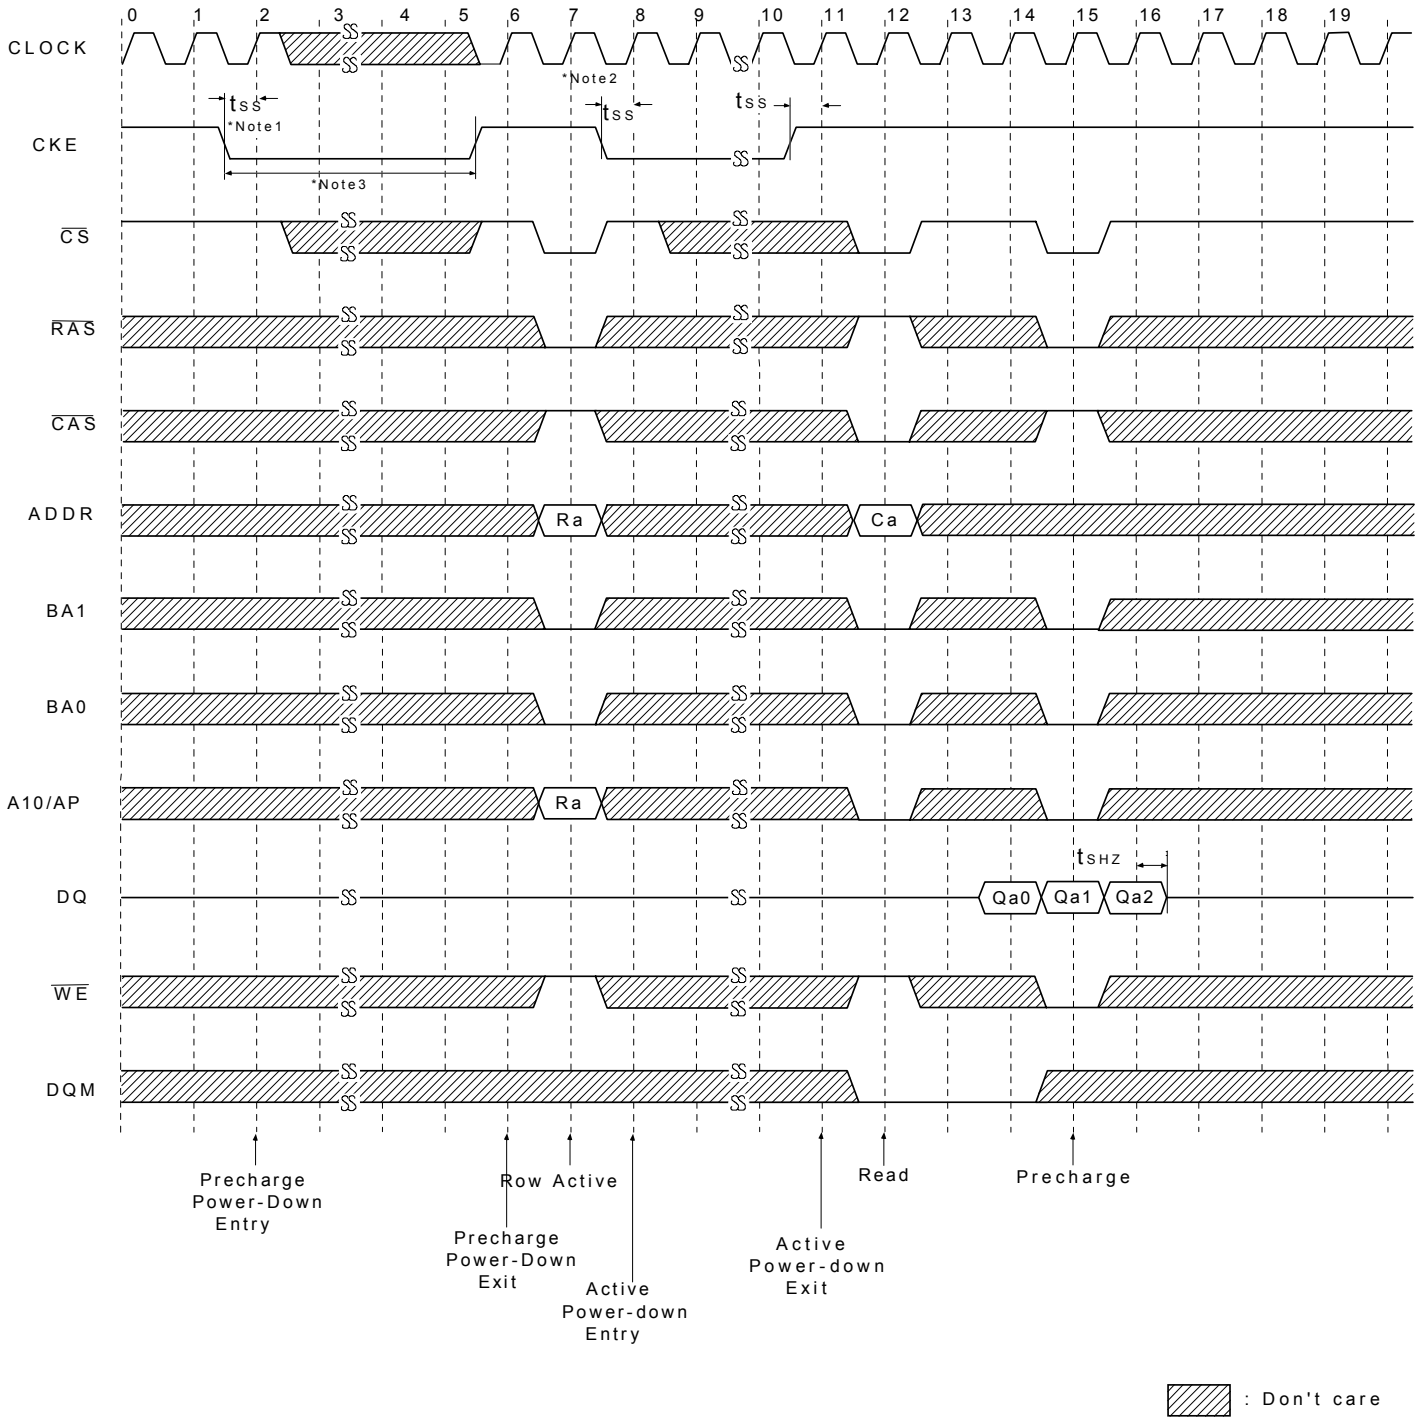 0 1 2 3 4 5 6 7 8 9 10 11 12 13 14 15 16 17 18 19
CLOCK
*Note2
tSS
tSS
tSS
*Note1
CKE
*Note3
CS
RAS
CAS
ADDR
Ra
Ca
BA1
BA0
A10/AP
Ra
tSHZ
DQ
Qa0 Qa1 Qa2
WE
DQM
Precharge
Power-Down
Entry
Row Active
Read
Precharge
Precharge
Power-Down
Exit
Active
Power-down
Exit
Active
Power-down
Entry
: Don't care